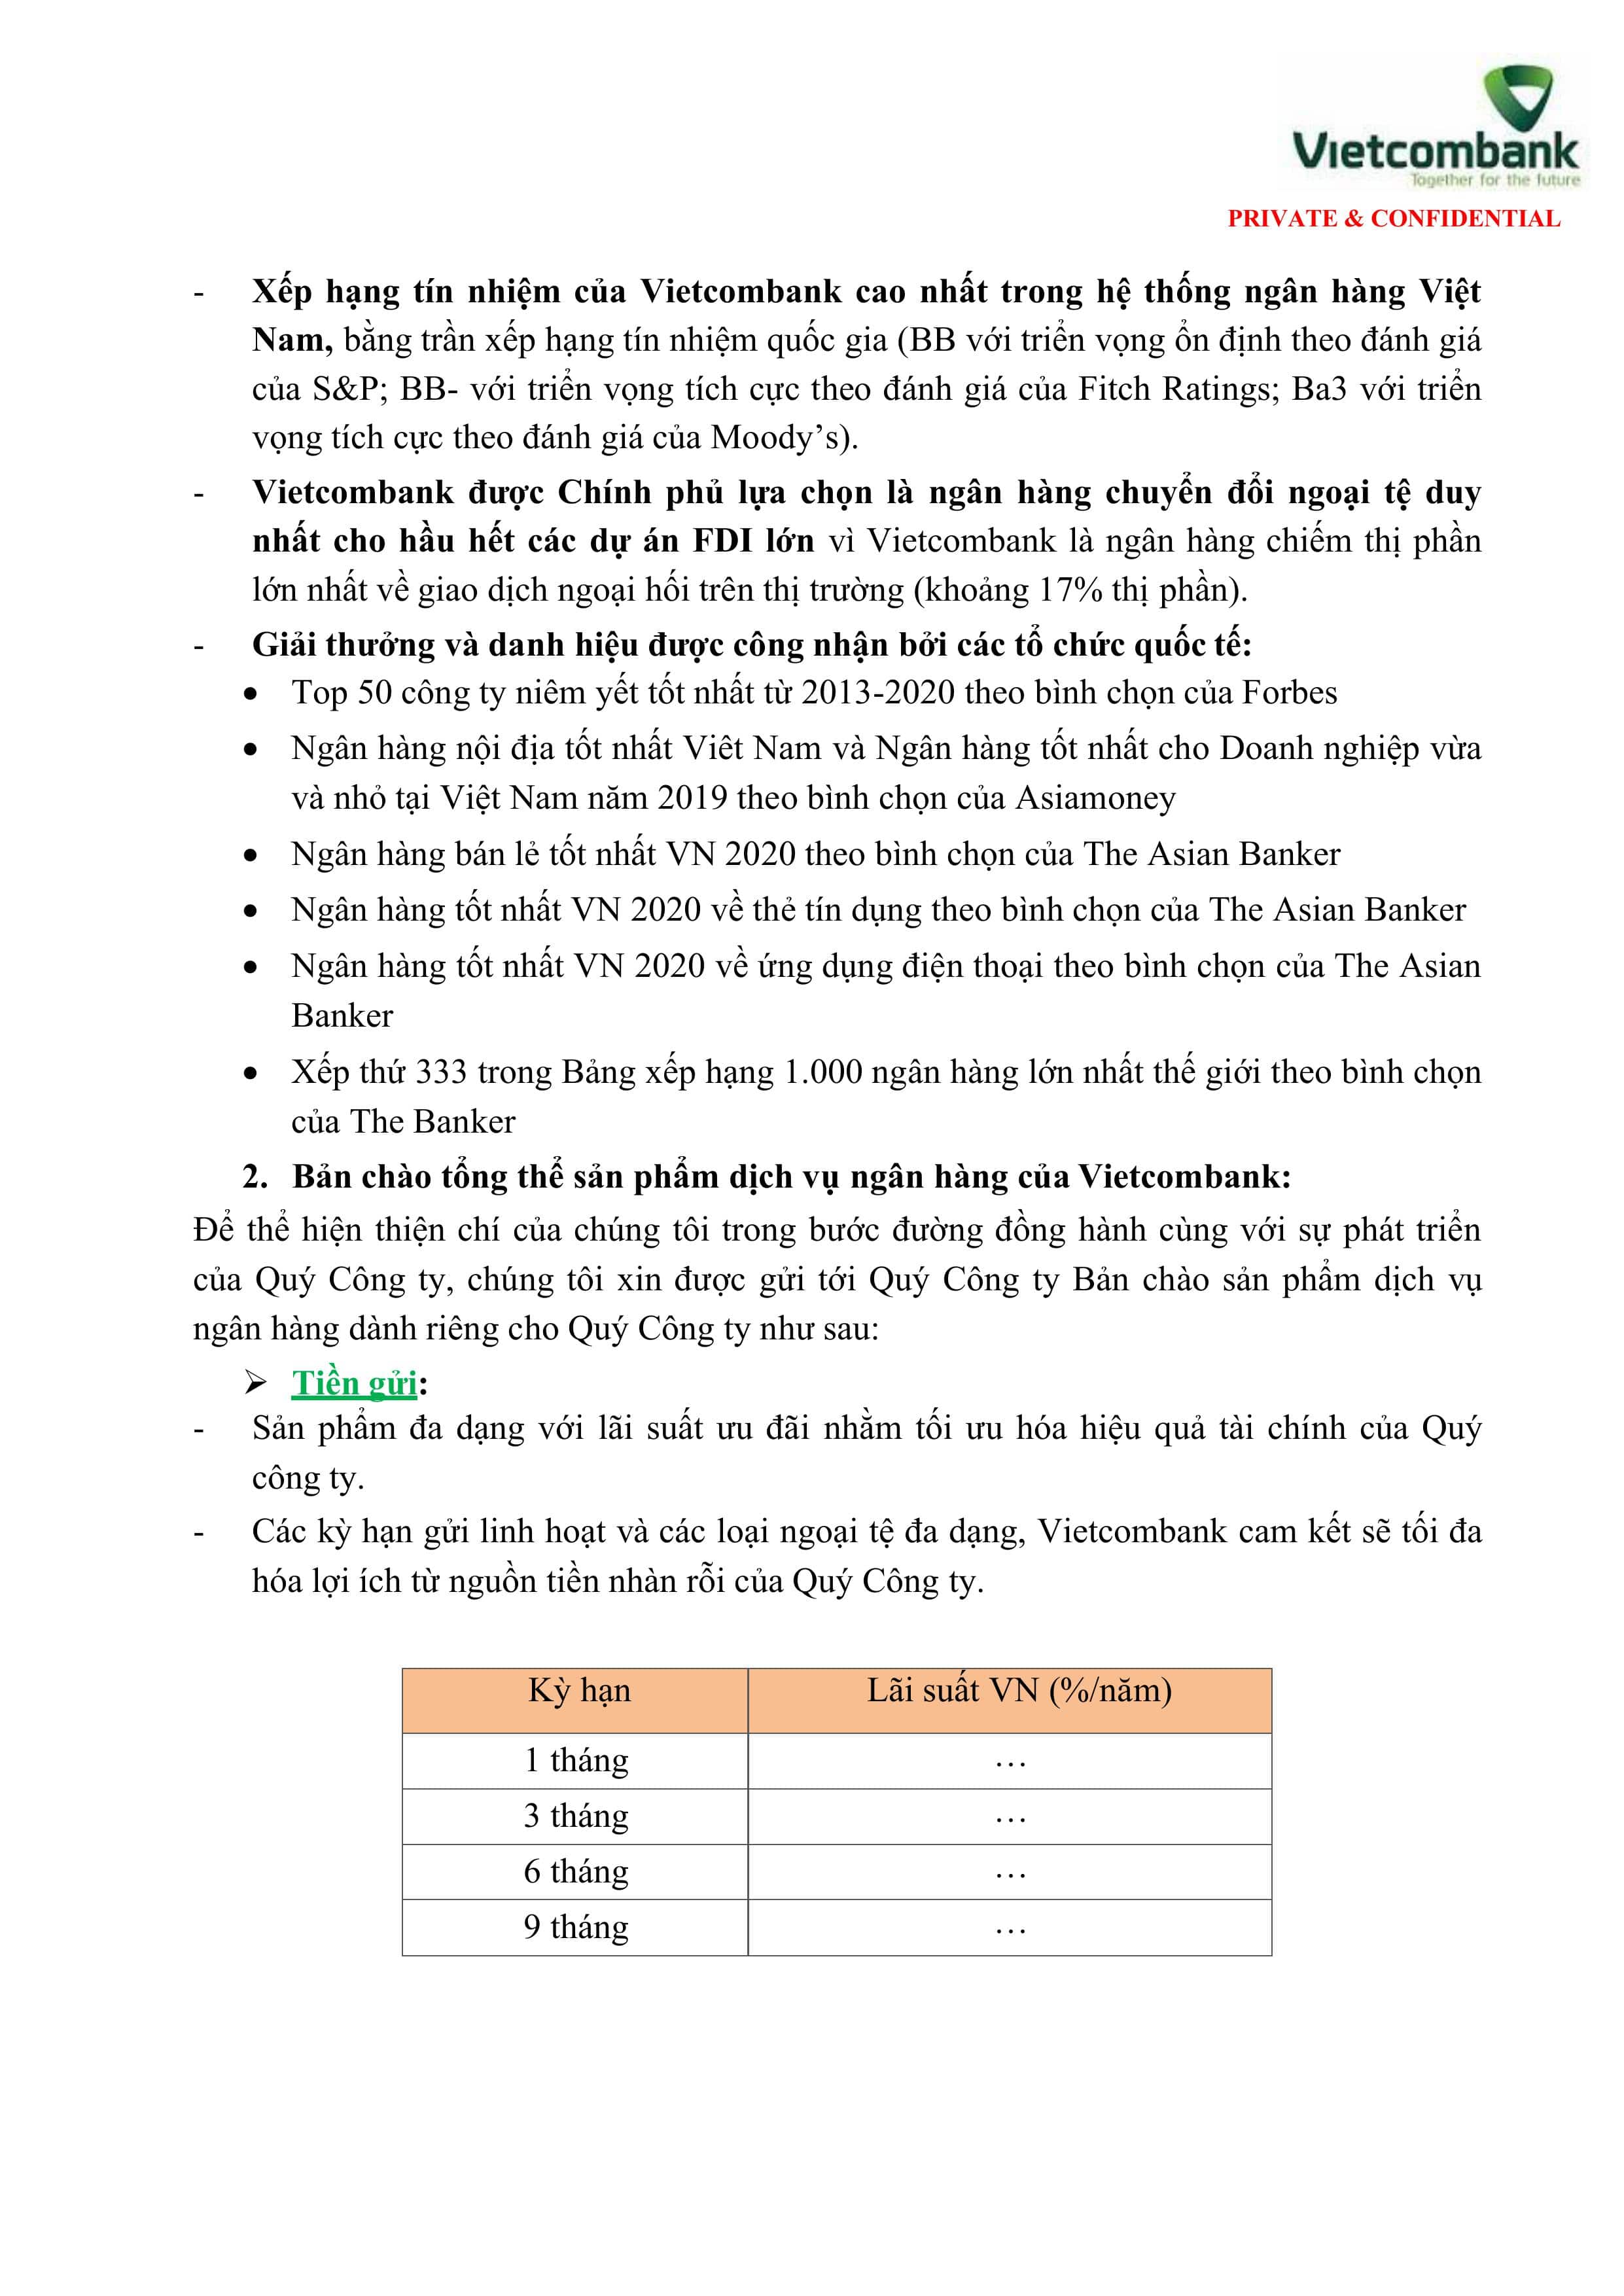 Vietcombank
Together for the future
PRIVATE & CONFIDENTIAL
- Xếp hạng tín nhiệm của Vietcombank cao nhất trong hệ thống ngân hàng Việt
Nam, bằng trần xếp hạng tín nhiệm quốc gia (BB với triển vọng ổn định theo đánh giá
của S&P; BB- với triển vọng tích cực theo đánh giá của Fitch Ratings; Ba3 với triển
vọng tích cực theo đánh giá của Moody’s).
- Vietcombank được Chính phủ lựa chọn là ngân hàng chuyển đổi ngoại tệ duy
nhất cho hầu hết các dự án FDI lớn vì Vietcombank là ngân hàng chiếm thị phần
lớn nhất về giao dịch ngoại hối trên thị trường (khoảng 17% thị phần).
- Giải thưởng và danh hiệu được công nhận bởi các tổ chức quốc tế:
• Top 50 công ty niêm yết tốt nhất từ 2013-2020 theo bình chọn của Forbes
• Ngân hàng nội địa tốt nhất Viêt Nam và Ngân hàng tốt nhất cho Doanh nghiệp vừa
và nhỏ tại Việt Nam năm 2019 theo bình chọn của Asiamoney
• Ngân hàng bán lẻ tốt nhất VN 2020 theo bình chọn của The Asian Banker
• Ngân hàng tốt nhất VN 2020 về thẻ tín dụng theo bình chọn của The Asian Banker
• Ngân hàng tốt nhất VN 2020 về ứng dụng điện thoại theo bình chọn của The Asian
Banker
• Xếp thứ 333 trong Bảng xếp hạng 1.000 ngân hàng lớn nhất thế giới theo bình chọn
của The Banker
2. Bản chào tổng thể sản phẩm dịch vụ ngân hàng của Vietcombank:
Để thể hiện thiện chí của chúng tôi trong bước đường đồng hành cùng với sự phát triển
của Quý Công ty, chúng tôi xin được gửi tới Quý Công ty Bản chào sản phẩm dịch vụ
ngân hàng dành riêng cho Quý Công ty như sau:
➢ Tiền gửi:
- Sản phẩm đa dạng với lãi suất ưu đãi nhằm tối ưu hóa hiệu quả tài chính của Quý
công ty.
- Các kỳ hạn gửi linh hoạt và các loại ngoại tệ đa dạng, Vietcombank cam kết sẽ tối đa
hóa lợi ích từ nguồn tiền nhàn rỗi của Quý Công ty.
Kỳ hạn Lãi suất VN (%/năm)
1 tháng …
3 tháng …
6 tháng …
9 tháng …